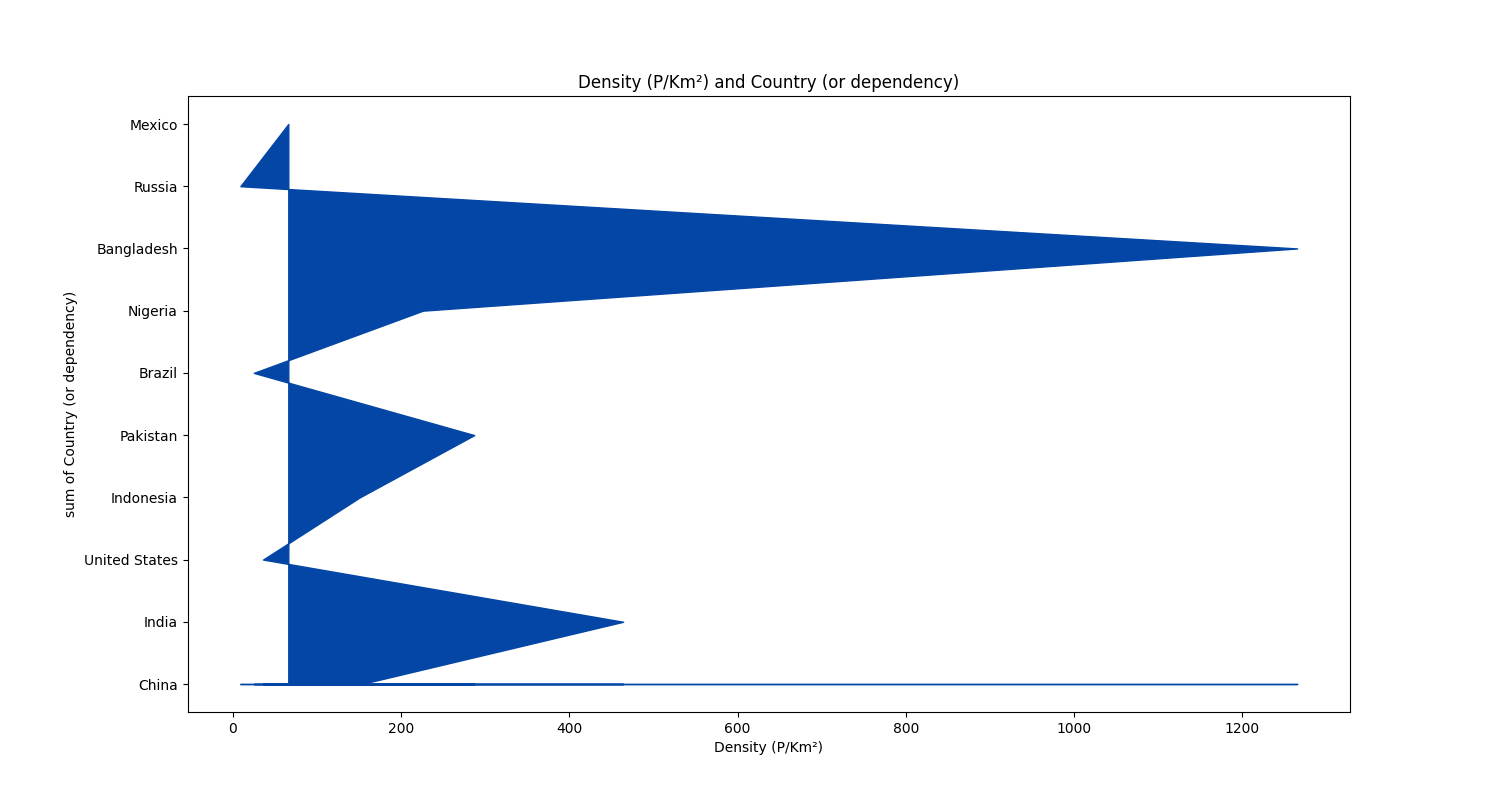 Density (P/Km²) and Country (or dependency)
sum of Country (or dependency)
Mexico
Russia
Bangladesh
Nigeria
Brazil
Pakistan
Indonesia
United States
India
China
0 200 400 600 800 1000 1200
Density (P/Km²)